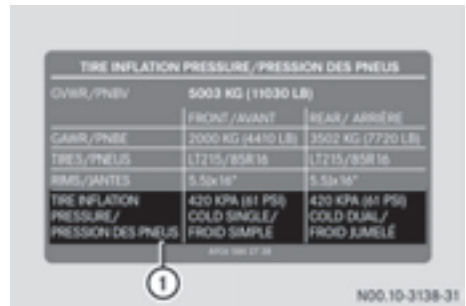 TIRE INFLATION PRESSURE/PRESSION DES PNEUS
GVWR/PNBV 5003 KG (11030 LB)
FRONT/AVANT REAR/ ARRIÈRE
GAWR/PNBE 2000 KG (4410 LB) 3502 KG (7720 LB)
TIRES/PNEUS LT215/85R16 LT215/85R16
RIMS/JANTES 5.5Jx16" 5.5Jx16"
TIRE INFLATION 420 KPA (61 PSI) 420 KPA (61 PSI)
PRESSURE/ COLD SINGLE/ COLD DUAL/
PRESSION DES PNEUS FROID SIMPLE FROID JUMELÉ
1
N00.10-3138-31